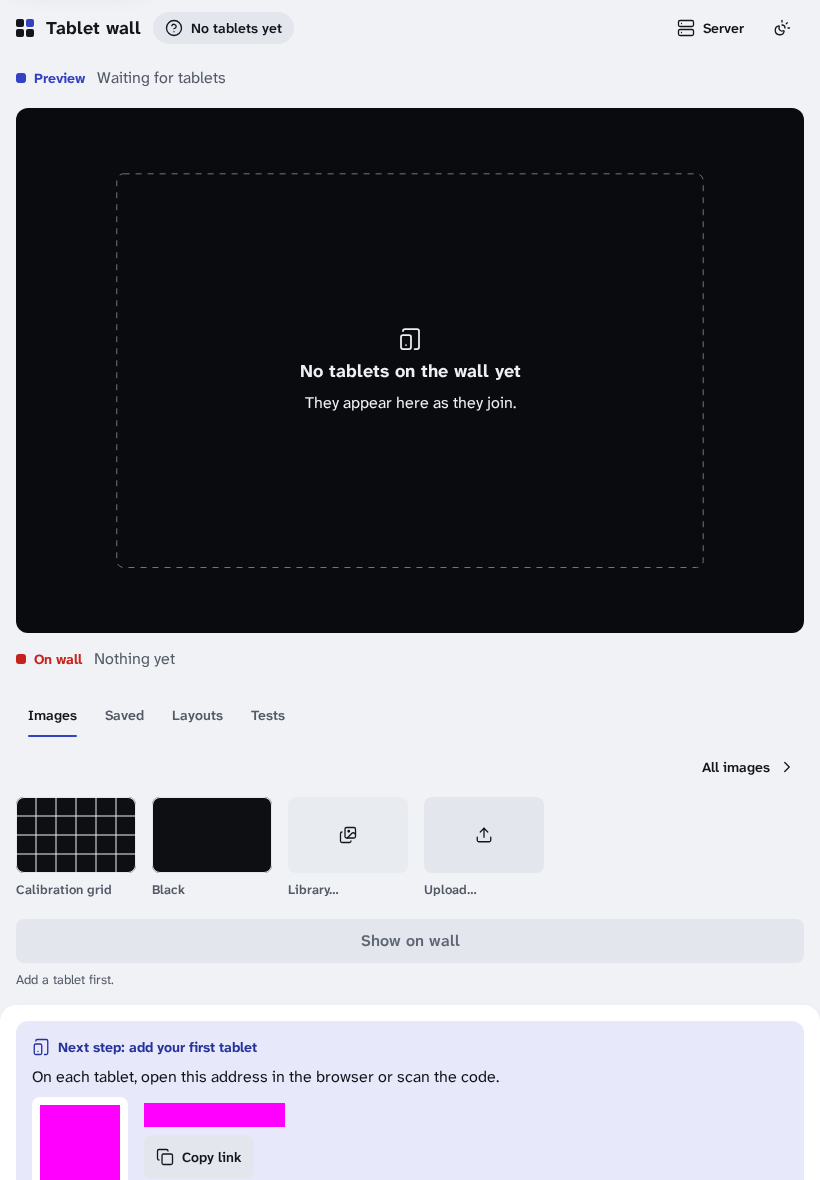 Tablet wall
No tablets yet
Server
Preview
Waiting for tablets
No tablets on the wall yet
They appear here as they join.
On wall
Nothing yet
Images
Saved
Layouts
Tests
All images
Calibration grid
Black
Library...
Upload...
Show on wall
Add a tablet first.
Next step: add your first tablet
On each tablet, open this address in the browser or scan the code.
Copy link